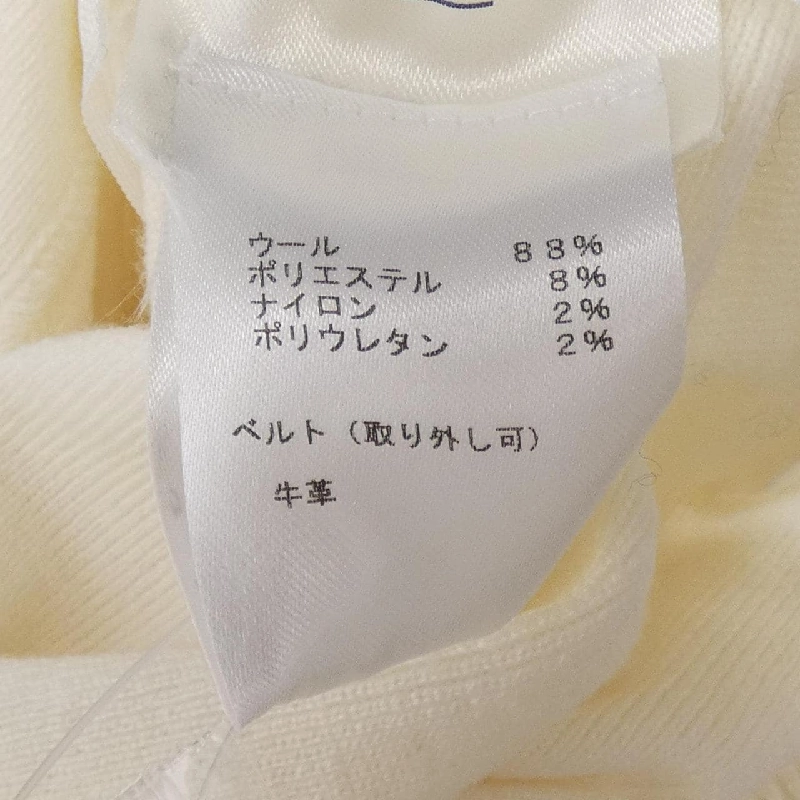 ウール 88%
ポリエステル 8%
ナイロン 2%
ポリウレタン 2%
ベルト（取り外し可）
牛革